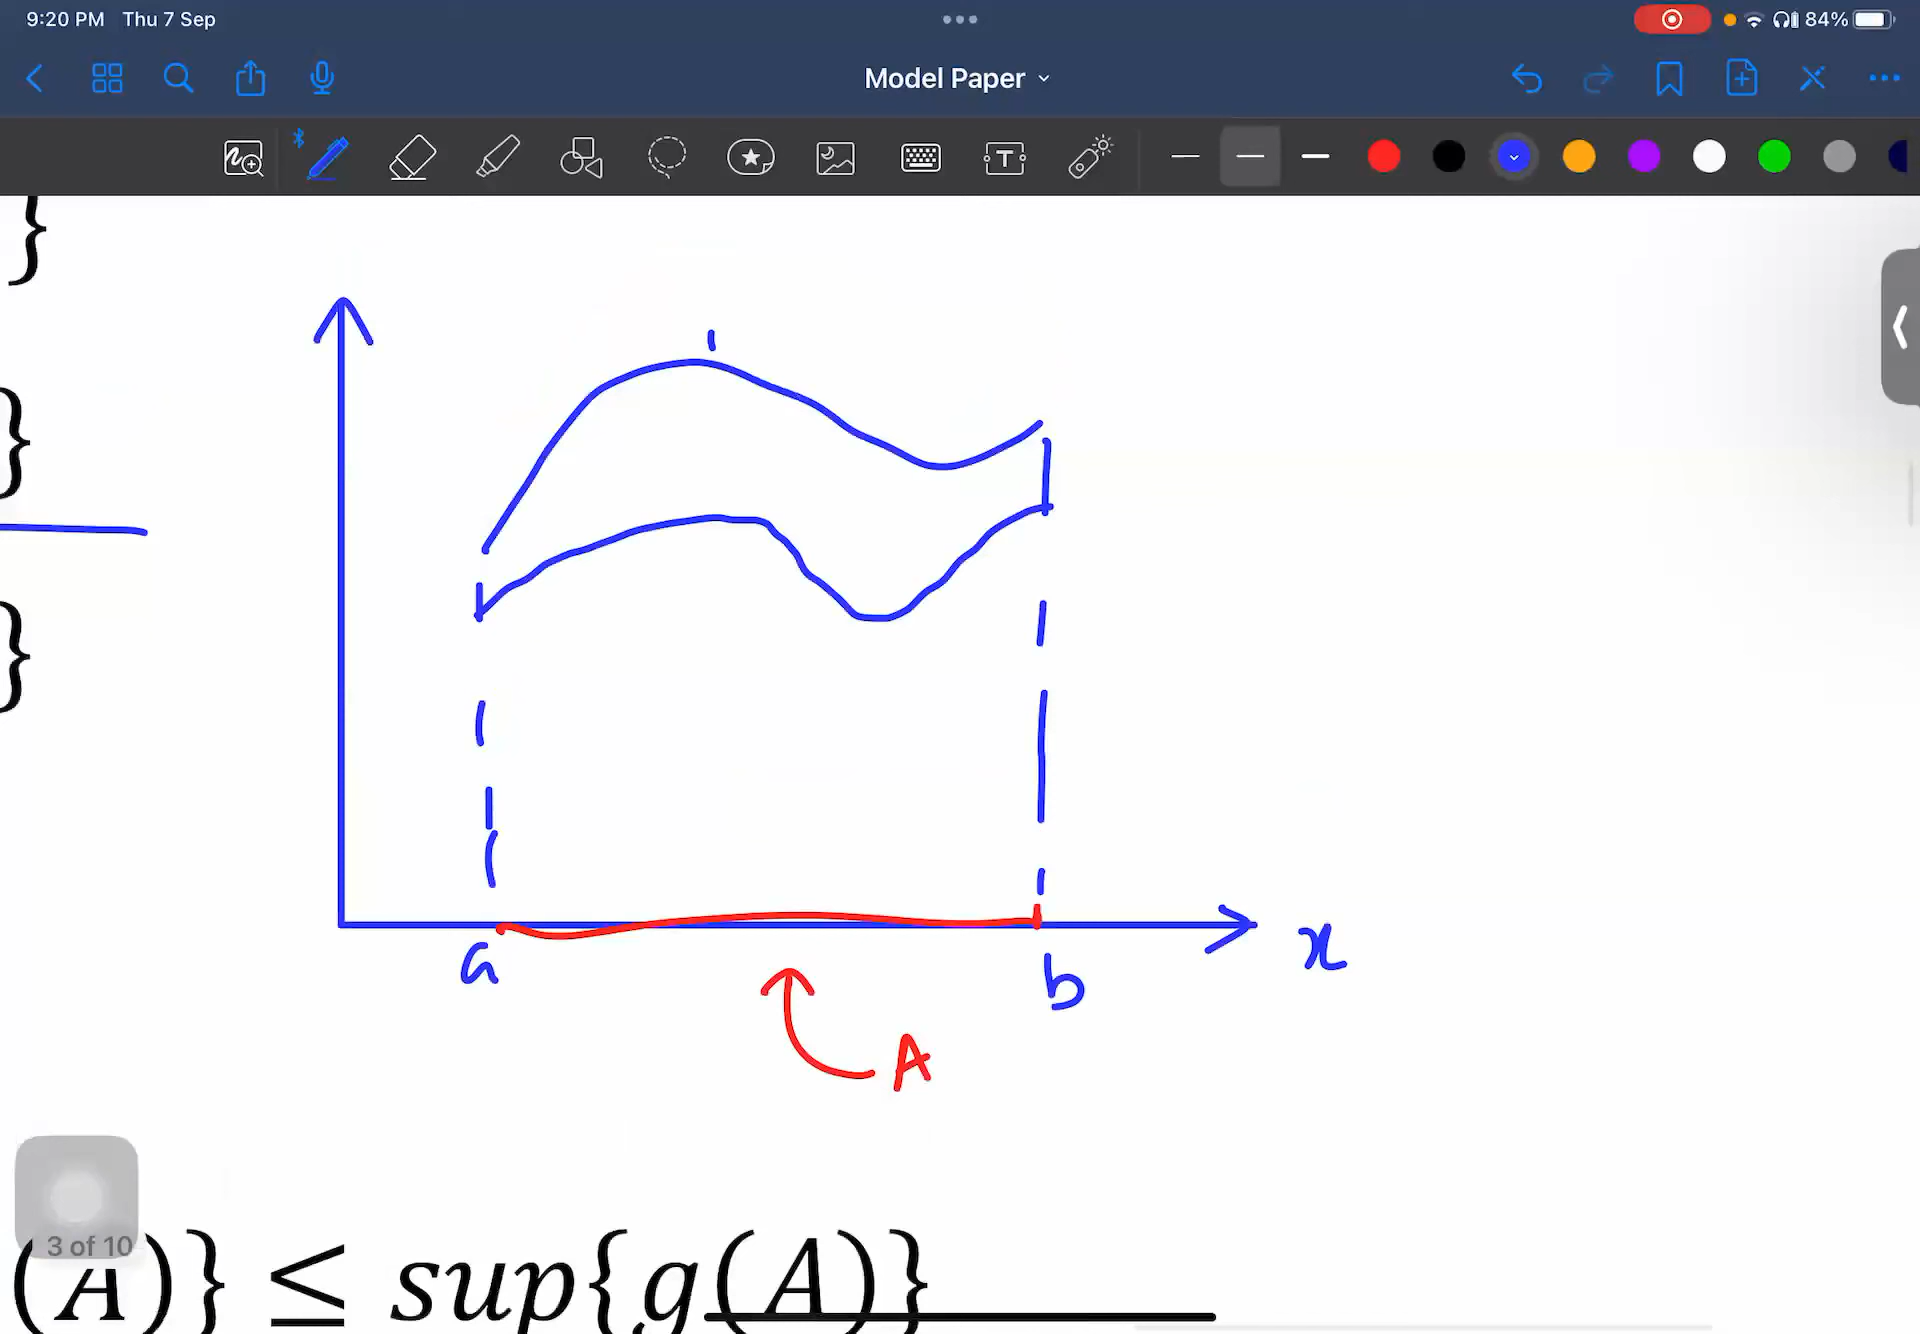 9:20 PM Thu 7 Sep
84%
Model Paper
T
}
}
}
a
b
x
A
3 of 10
(A)} ≤ sup{g(A)}